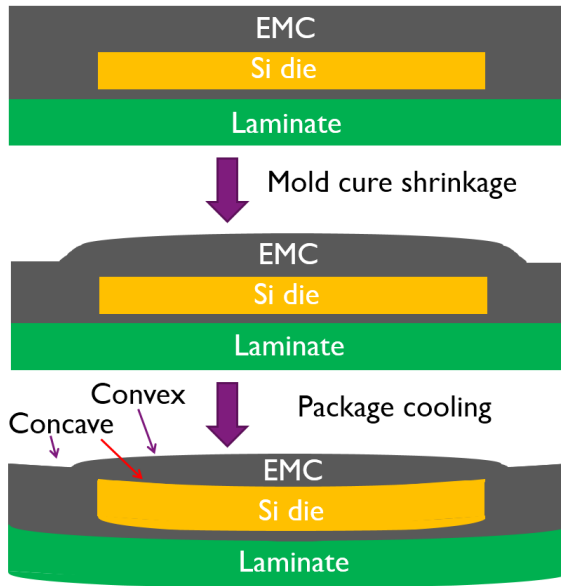 EMC
Si die
Laminate
Mold cure shrinkage
EMC
Si die
Laminate
Package cooling
Convex
Concave
EMC
Si die
Laminate